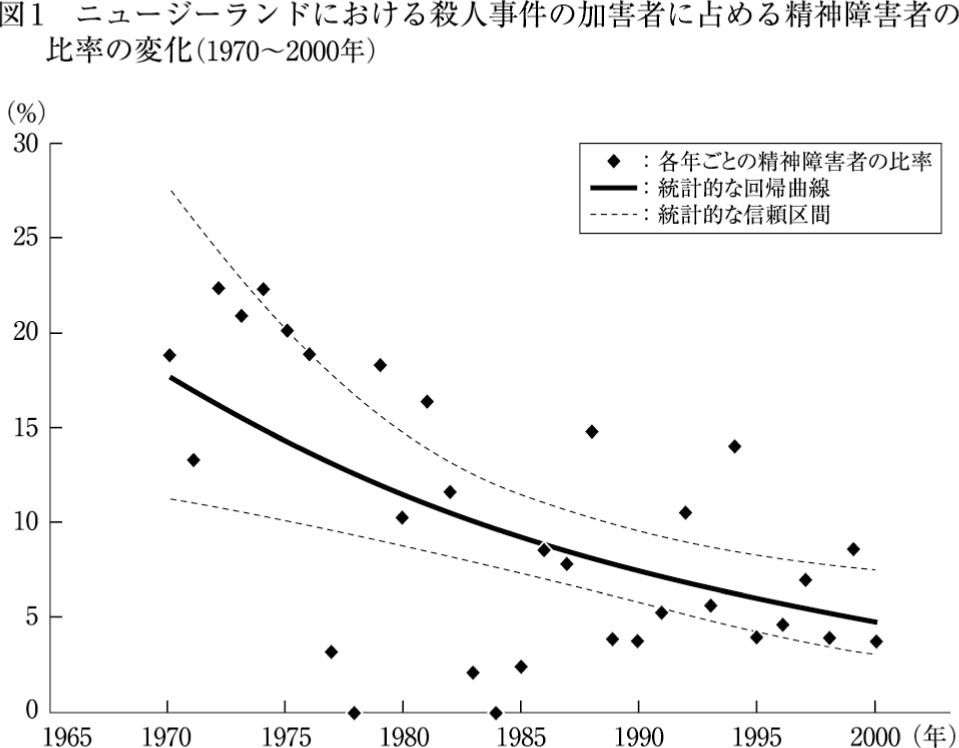 図1 ニュージーランドにおける殺人事件の加害者に占める精神障害者の
比率の変化(1970〜2000年)
(%)
30
25
20
15
10
5
0
◆:各年ごとの精神障害者の比率
:統計的な回帰曲線
:統計的な信頼区間
1965 1970 1975 1980 1985 1990 1995 2000 (年)